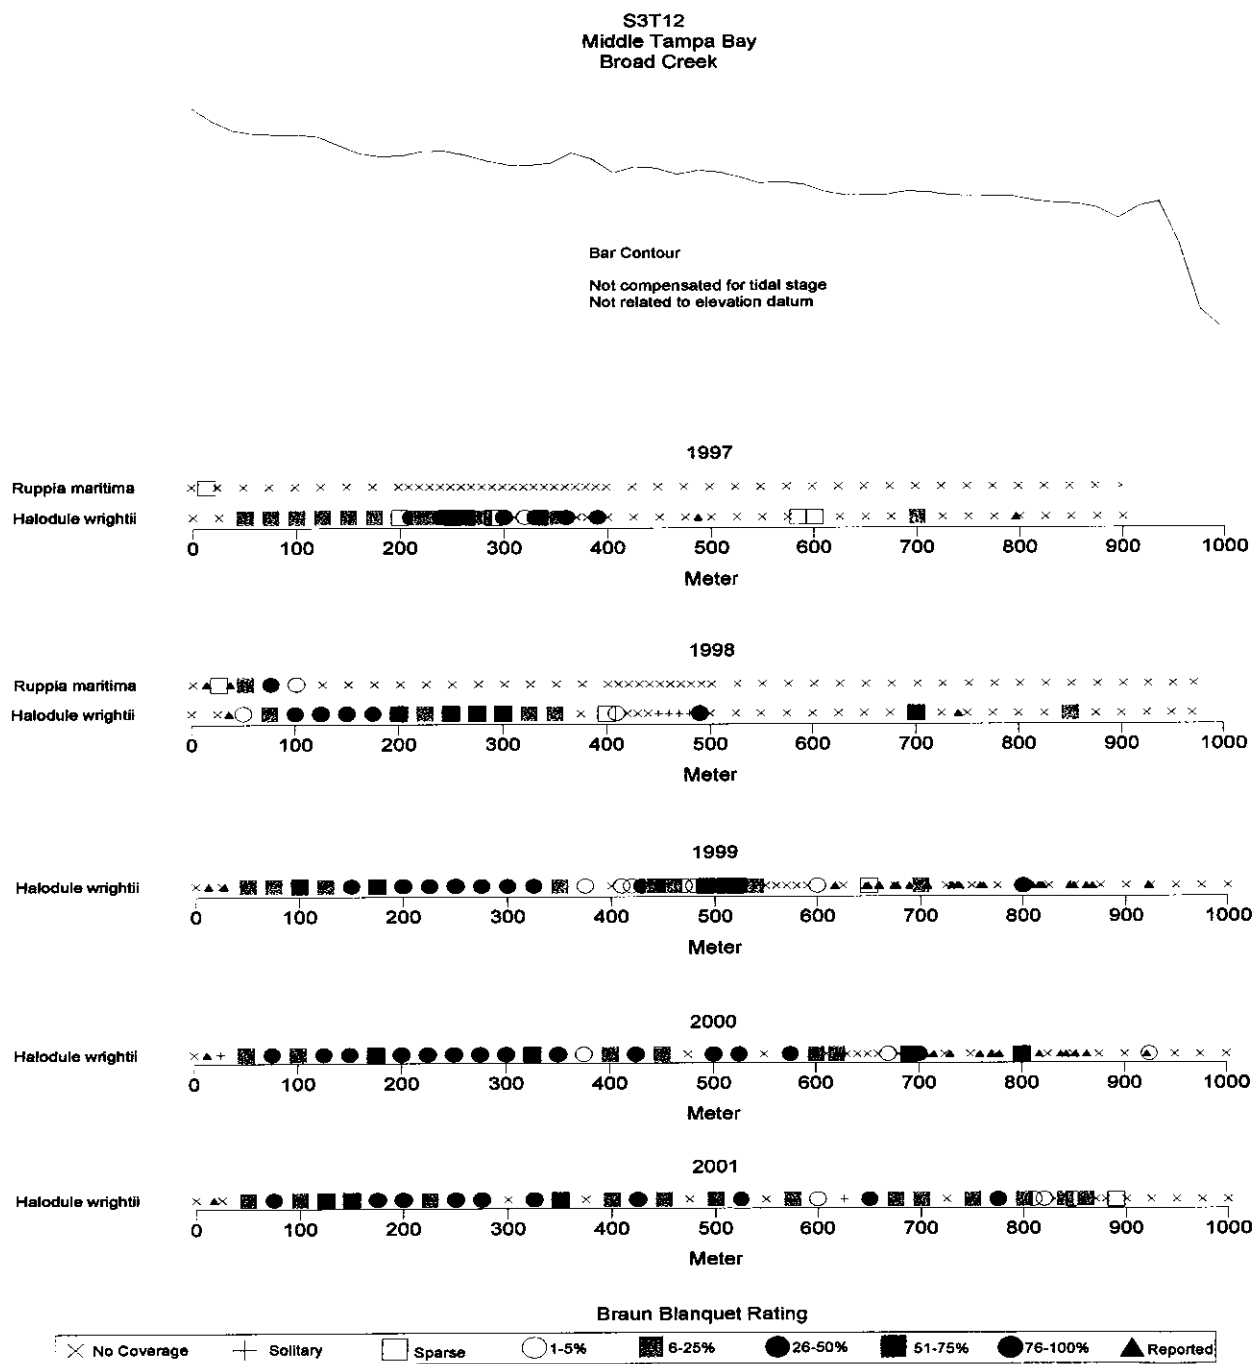 S3T12
Middle Tampa Bay
Broad Creek
Bar Contour
Not compensated for tidal stage
Not related to elevation datum
1997
Ruppia maritima
Halodule wrightii
0 100 200 300 400 500 600 700 800 900 1000
Meter
1998
Ruppia maritima
Halodule wrightii
0 100 200 300 400 500 600 700 800 900 1000
Meter
1999
Halodule wrightii
0 100 200 300 400 500 600 700 800 900 1000
Meter
2000
Halodule wrightii
0 100 200 300 400 500 600 700 800 900 1000
Meter
2001
Halodule wrightii
0 100 200 300 400 500 600 700 800 900 1000
Meter
Braun Blanquet Rating
No Coverage Solitary Sparse 1-5% 6-25% 26-50% 51-75% 76-100% Reported